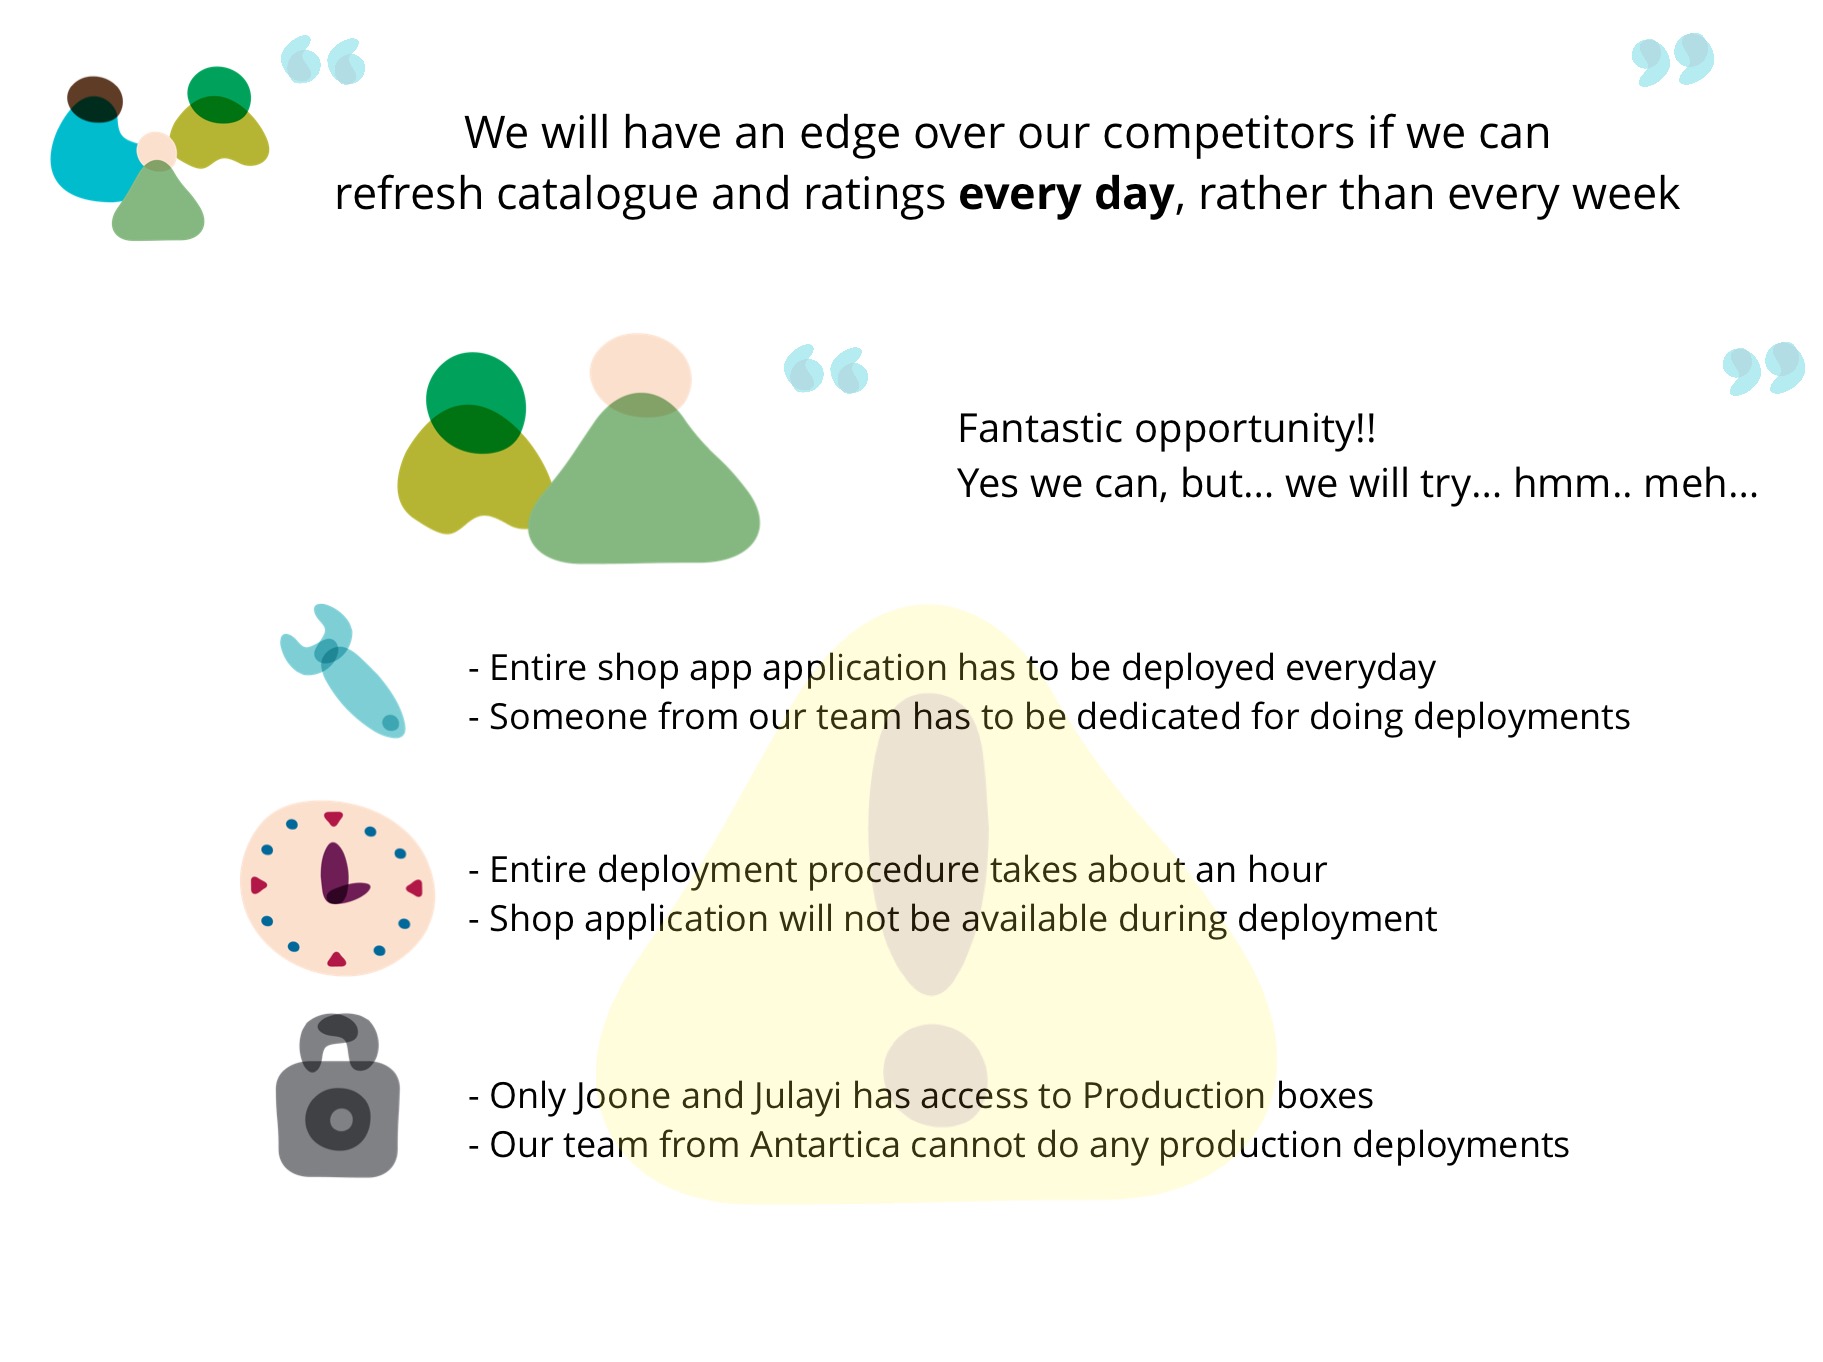 We will have an edge over our competitors if we can
refresh catalogue and ratings every day, rather than every week
Fantastic opportunity!!
Yes we can, but... we will try... hmm.. meh...
- Entire shop app application has to be deployed everyday
- Someone from our team has to be dedicated for doing deployments
- Entire deployment procedure takes about an hour
- Shop application will not be available during deployment
- Only Joone and Julayi has access to Production boxes
- Our team from Antartica cannot do any production deployments